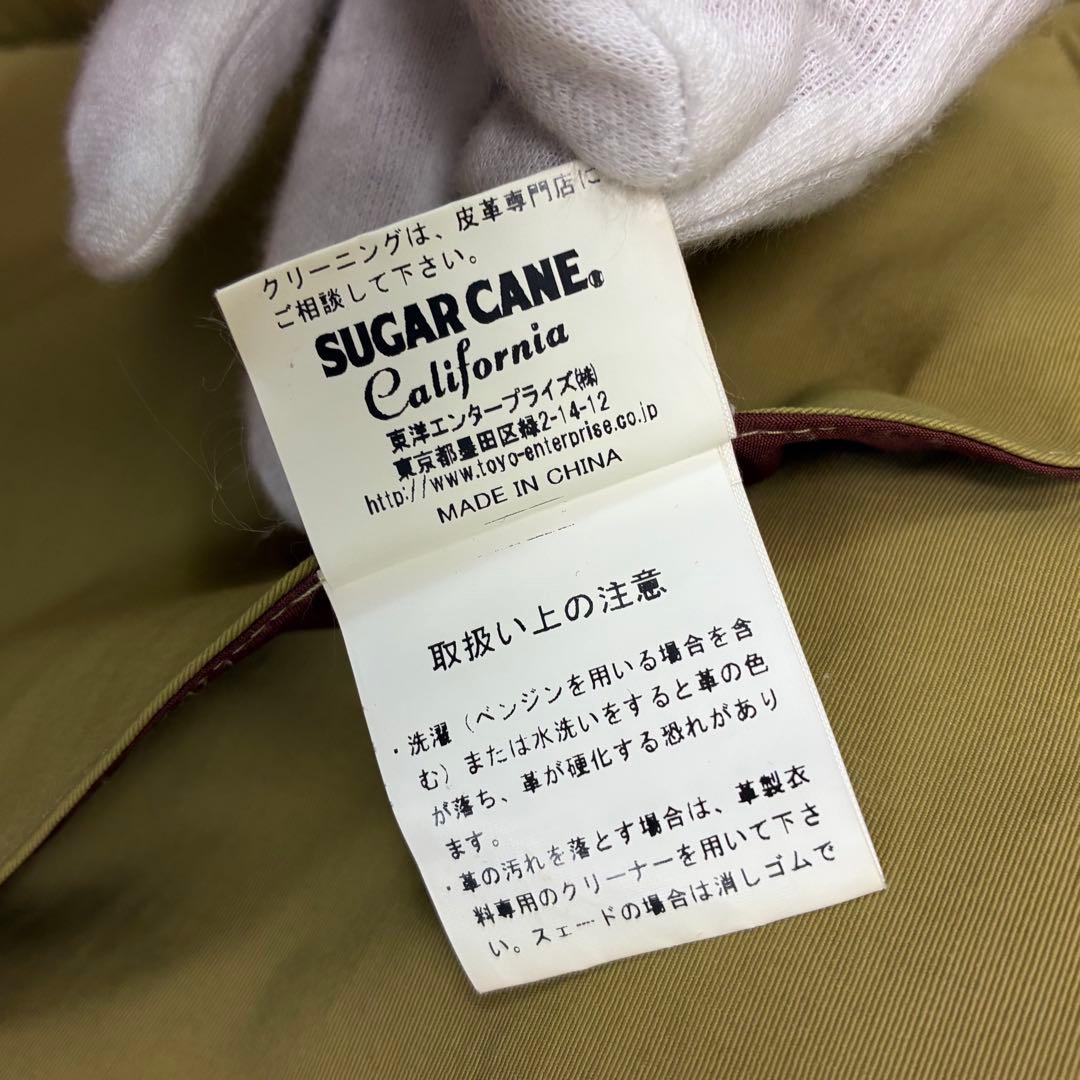 クリーニングは、皮革専門店に
ご相談して下さい。
SUGAR CANE®
California
東洋エンタープライズ㈱
東京都墨田区緑2-14-12
http://www.toyo-enterprise.co.jp
MADE IN CHINA
取扱い上の注意
・洗濯（ベンジンを用いる場合を含
む）または水洗いをすると革の色
が落ち、革が硬化する恐れがあり
ます。
・革の汚れを落とす場合は、革製衣
料専用のクリーナーを用いて下さ
い。スェードの場合は消しゴムで